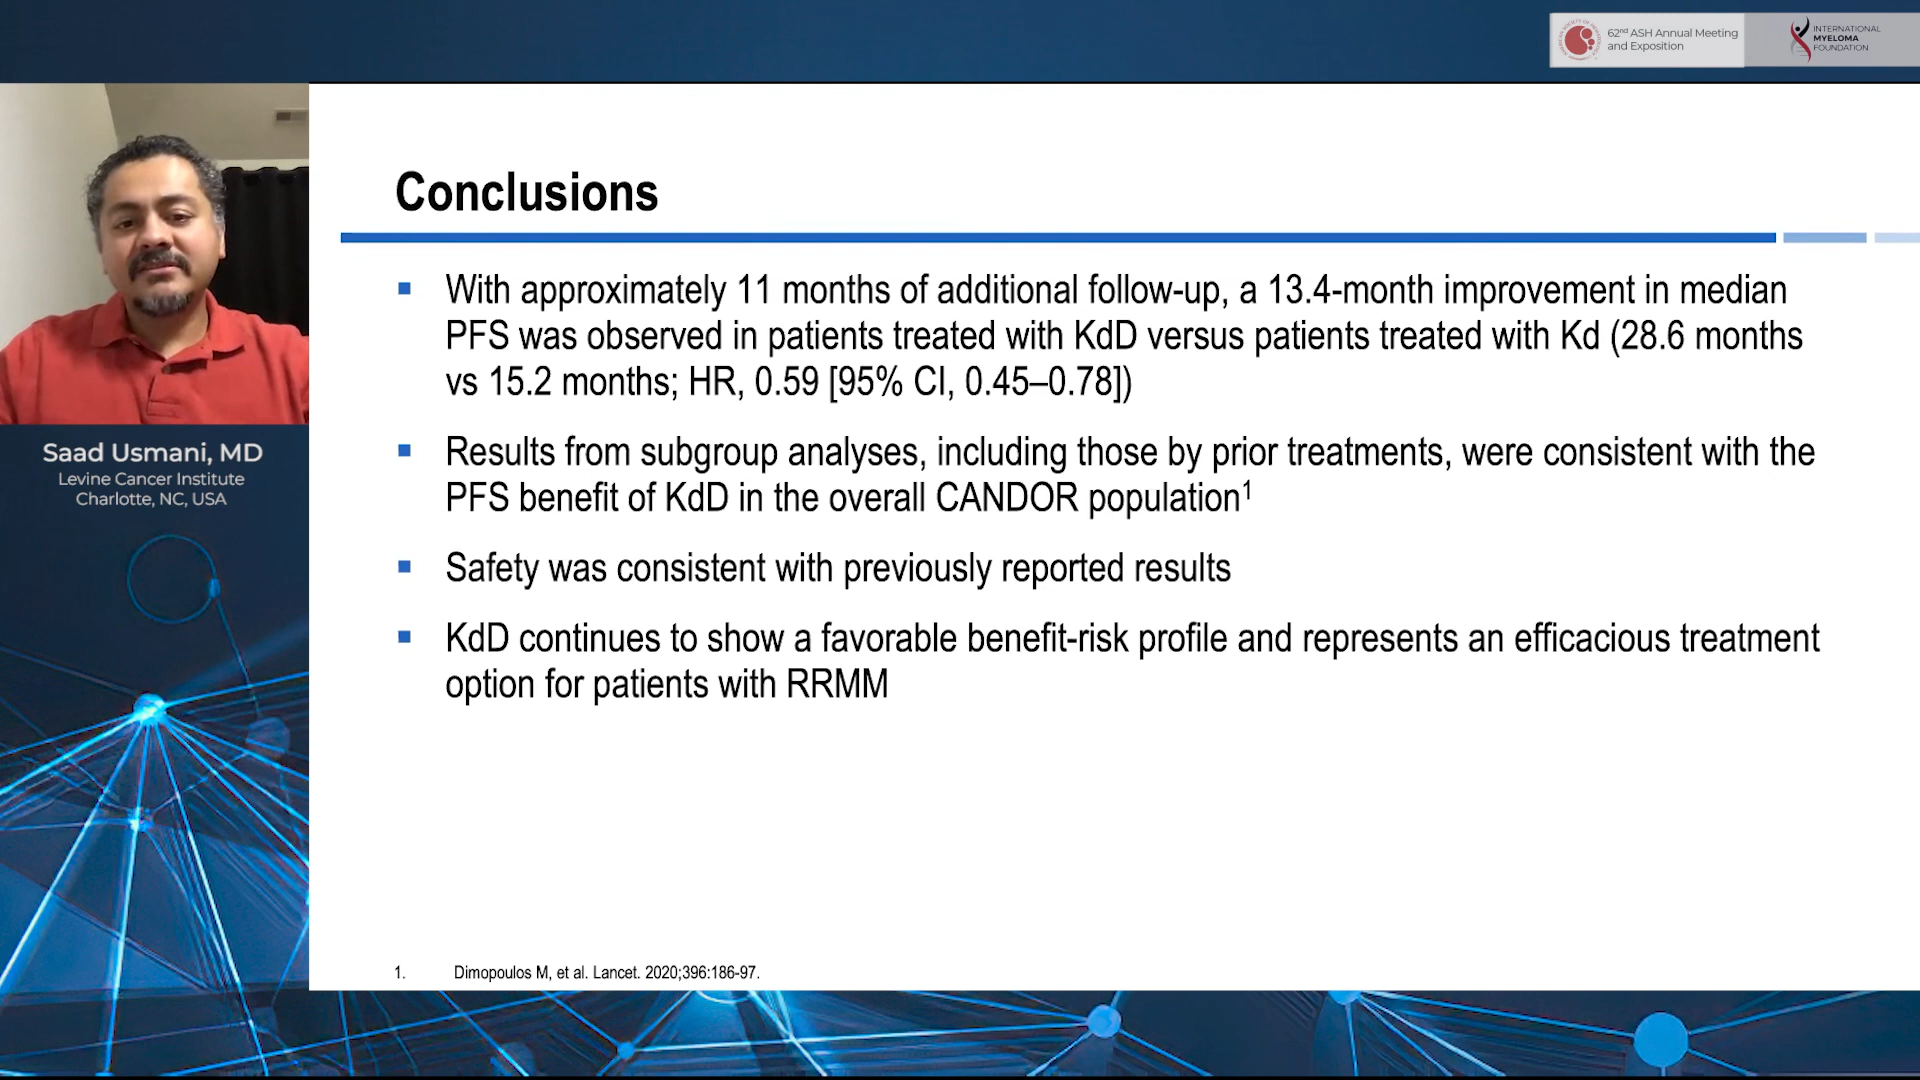 62nd ASH Annual Meeting
and Exposition
INTERNATIONAL
MYELOMA
FOUNDATION
Conclusions
With approximately 11 months of additional follow-up, a 13.4-month improvement in median
PFS was observed in patients treated with KdD versus patients treated with Kd (28.6 months
vs 15.2 months; HR, 0.59 [95% CI, 0.45–0.78])
Results from subgroup analyses, including those by prior treatments, were consistent with the
PFS benefit of KdD in the overall CANDOR population1
Safety was consistent with previously reported results
KdD continues to show a favorable benefit-risk profile and represents an efficacious treatment
option for patients with RRMM
1. Dimopoulos M, et al. Lancet. 2020;396:186-97.
Saad Usmani, MD
Levine Cancer Institute
Charlotte, NC, USA